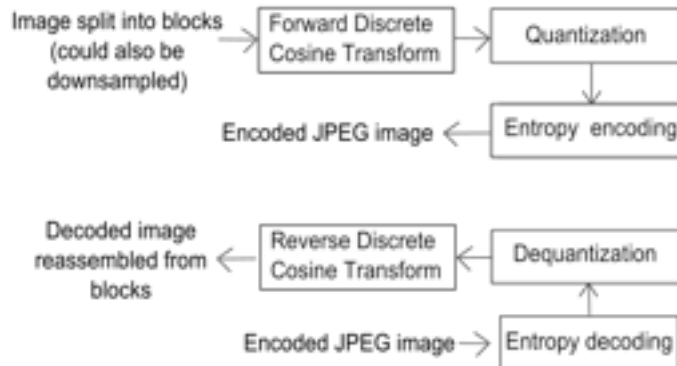 Image split into blocks
(could also be
downsampled)
Forward Discrete
Cosine Transform
Quantization
Entropy encoding
Encoded JPEG image
Decoded image
reassembled from
blocks
Reverse Discrete
Cosine Transform
Dequantization
Encoded JPEG image
Entropy decoding